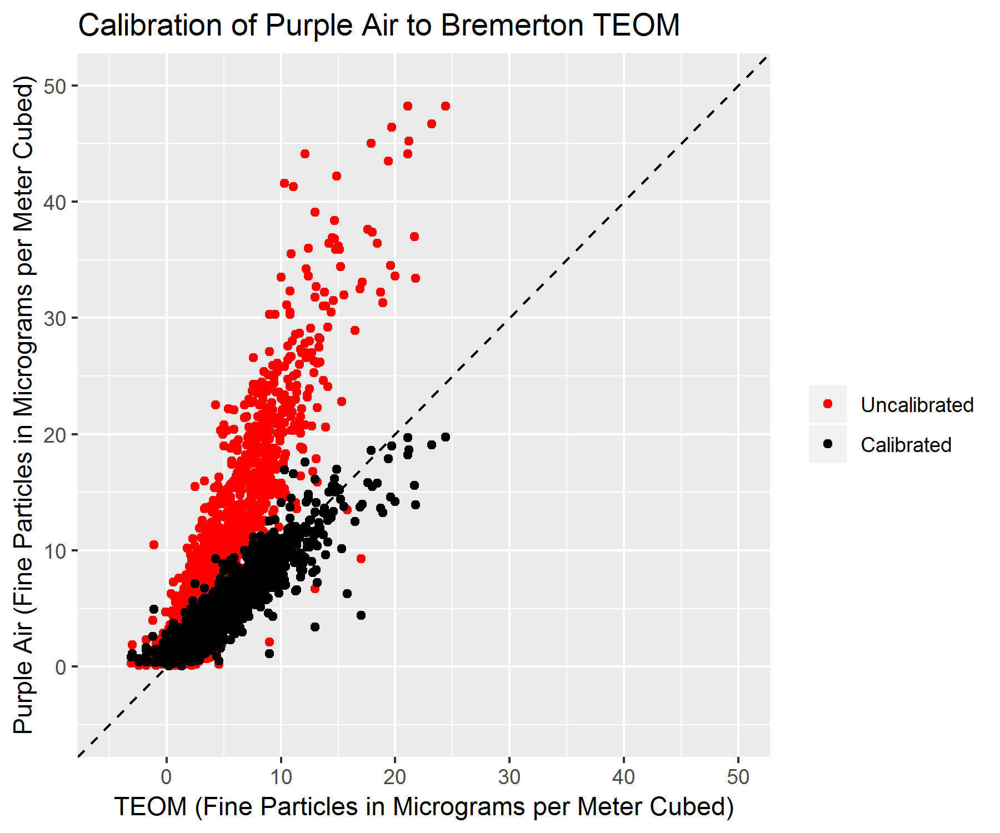 Calibration of Purple Air to Bremerton TEOM
Purple Air (Fine Particles in Micrograms per Meter Cubed)
50
40
30
20
10
0
0 10 20 30 40 50
TEOM (Fine Particles in Micrograms per Meter Cubed)
Uncalibrated
Calibrated